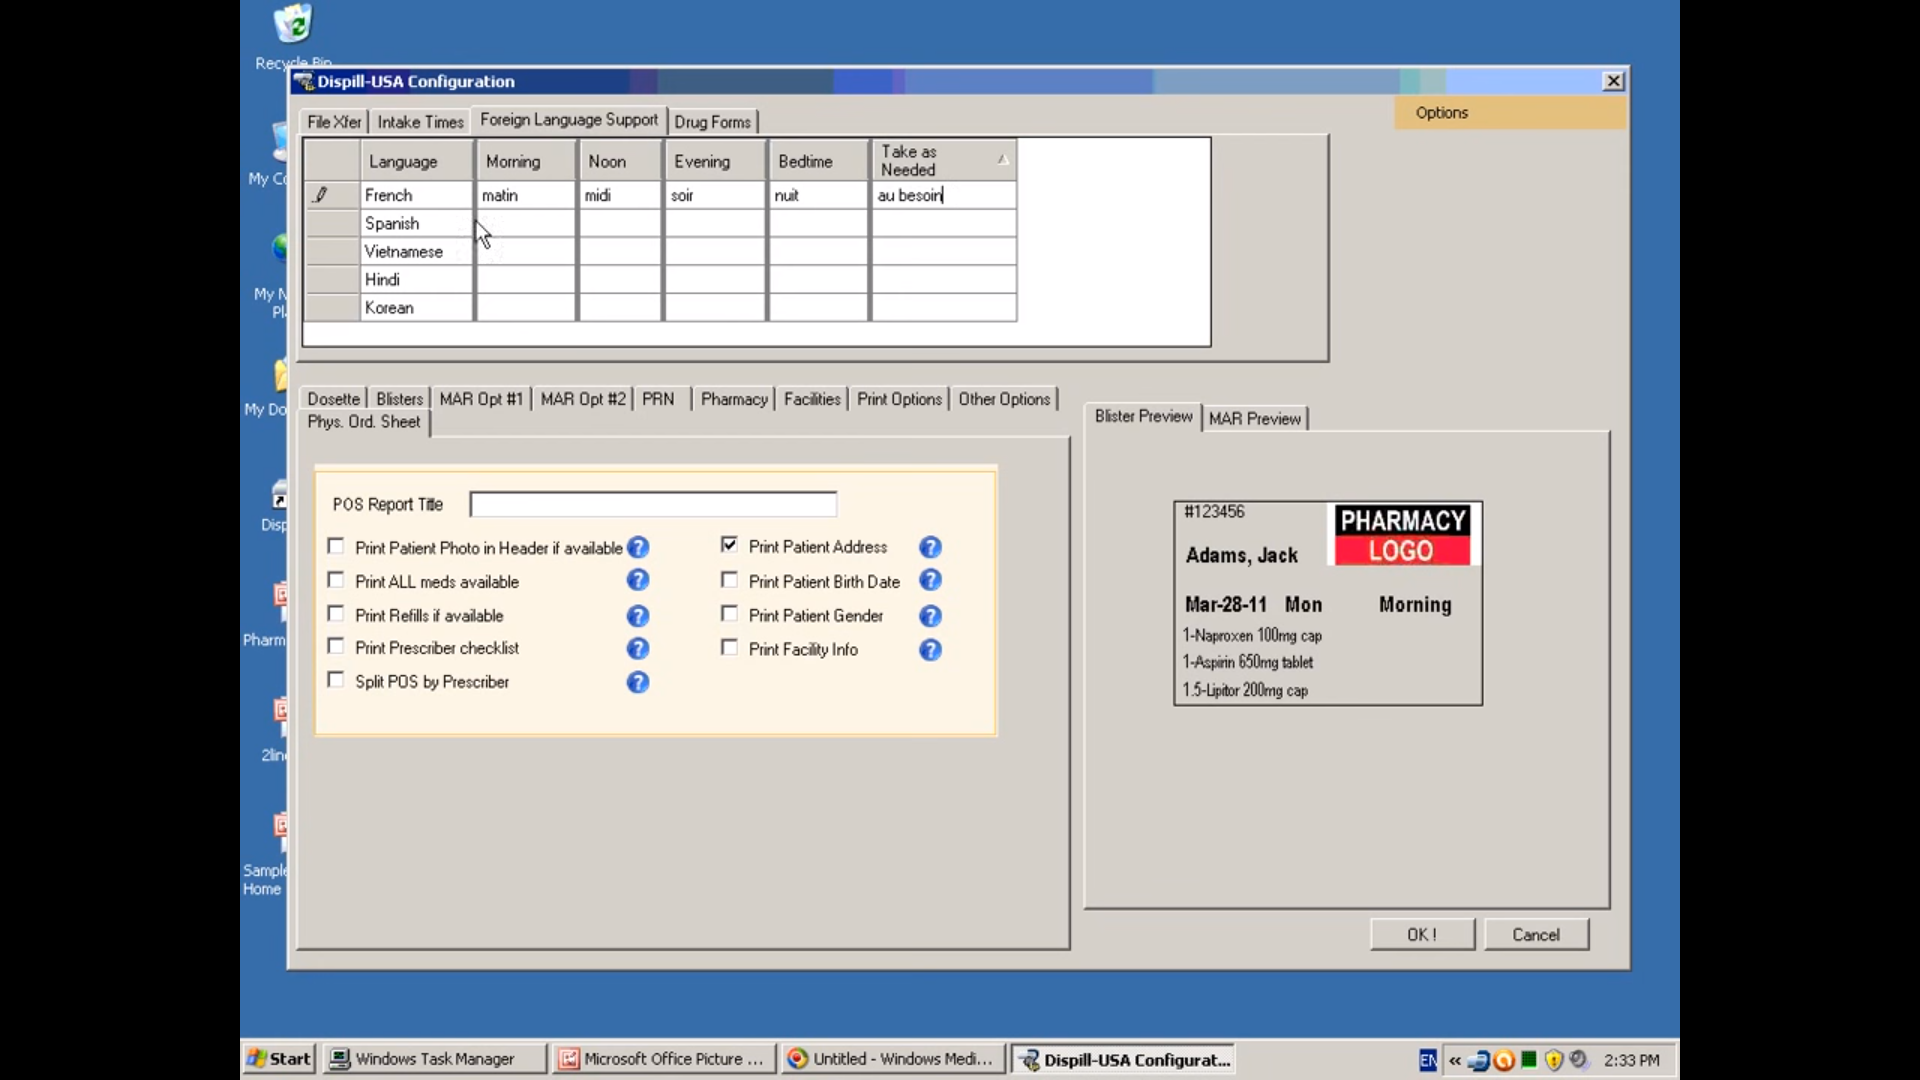 Recycle Bin
Dispill-USA Configuration
Options
File Xfer
Intake Times
Foreign Language Support
Drug Forms
Language Morning Noon Evening Bedtime Take as Needed
French matin midi soir nuit au besoin
Spanish
Vietnamese
Hindi
Korean
My
My
My
Pharm
2line
Sample
Home
Dosette
Blisters
MAR Opt #1
MAR Opt #2
PRN
Pharmacy
Facilities
Print Options
Other Options
Phys. Ord. Sheet
POS Report Title
Print Patient Photo in Header if available
Print ALL meds available
Print Refills if available
Print Prescriber checklist
Split POS by Prescriber
Print Patient Address
Print Patient Birth Date
Print Patient Gender
Print Facility Info
Blister Preview
MAR Preview
#123456
PHARMACY
LOGO
Adams, Jack
Mar-28-11 Mon Morning
1-Naproxen 100mg cap
1-Aspirin 650mg tablet
1.5-Lipitor 200mg cap
OK !
Cancel
Start
Windows Task Manager
Microsoft Office Picture ...
Untitled - Windows Medi...
Dispill-USA Configurat...
EN
2:33 PM